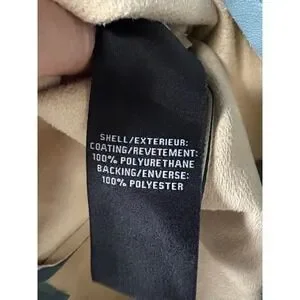 SHELL/EXTERIEUR:
COATING/REVETEMENT:
100% POLYURETHANE
BACKING/ENVERSE:
100% POLYESTER